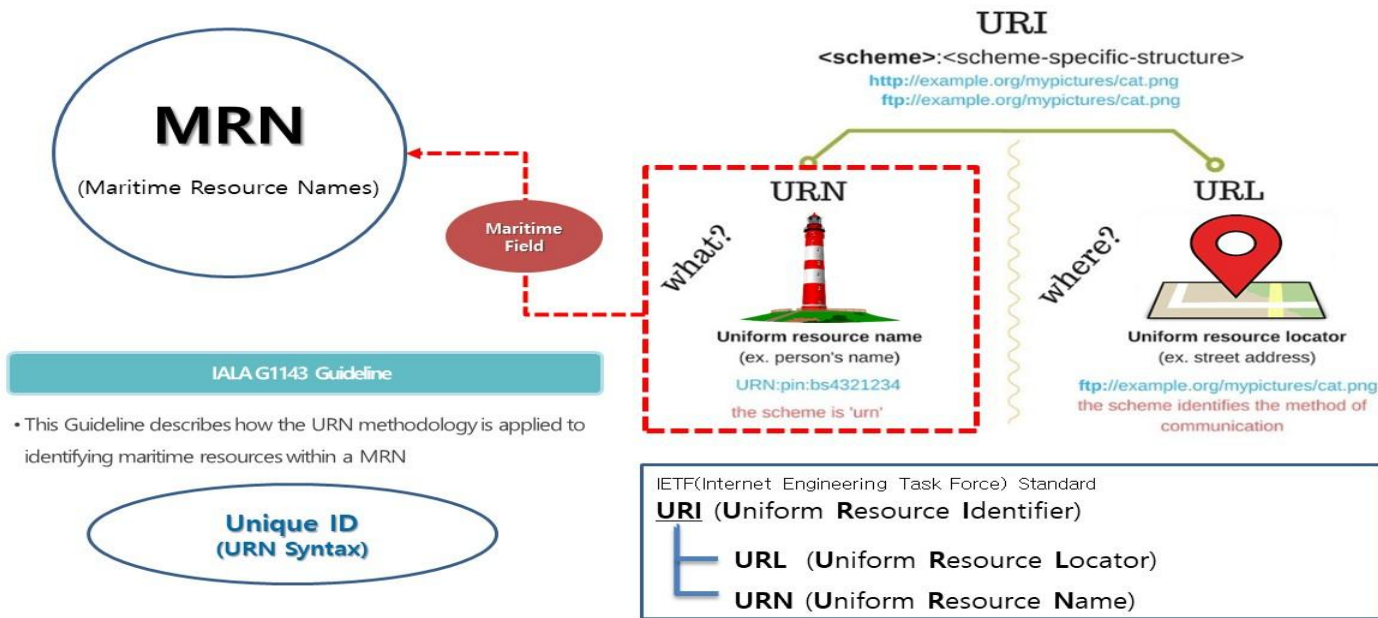 MRN
(Maritime Resource Names)
Maritime
Field
IALA G1143 Guideline
• This Guideline describes how the URN methodology is applied to
identifying maritime resources within a MRN
Unique ID
(URN Syntax)
URI
<scheme>:<scheme-specific-structure>
http://example.org/mypictures/cat.png
ftp://example.org/mypictures/cat.png
URN
what?
Uniform resource name
(ex. person's name)
URN:pin:bs4321234
the scheme is 'urn'
URL
where?
Uniform resource locator
(ex. street address)
ftp://example.org/mypictures/cat.png
the scheme identifies the method of
communication
IETF(Internet Engineering Task Force) Standard
URI (Uniform Resource Identifier)
URL (Uniform Resource Locator)
URN (Uniform Resource Name)